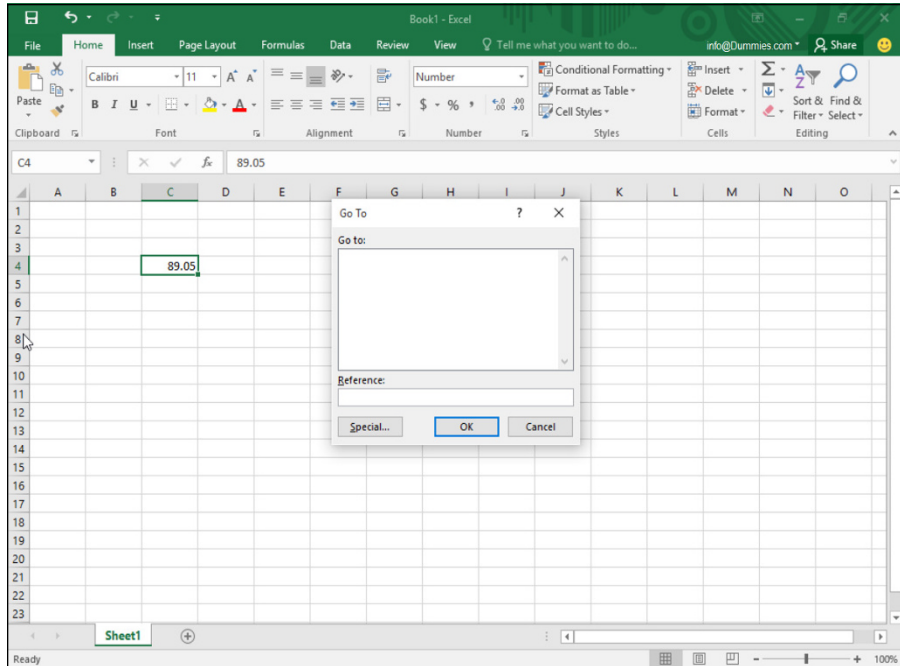 Book1 - Excel
File Home Insert Page Layout Formulas Data Review View Tell me what you want to do... info@Dummies.com Share
Paste
Calibri 11 A A
B I U A
Number
$ % , .0 .00 .00 .0
Conditional Formatting
Format as Table
Cell Styles
Insert
Delete
Format
Σ
A Z
Sort & Filter
Find & Select
Clipboard Font Alignment Number Styles Cells Editing
C4 fx 89.05
A B C D E F G H I J K L M N O
1
2
3
4 89.05
5
6
7
8
9
10
11
12
13
14
15
16
17
18
19
20
21
22
23
Go To ? ×
Go to:
Reference:
Special... OK Cancel
Sheet1
Ready 100%